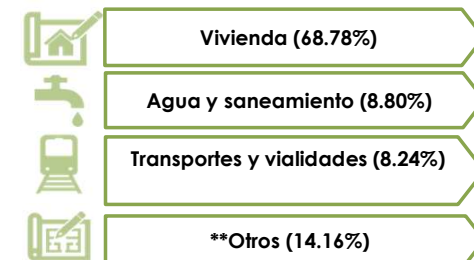 Vivienda (68.78%)
Agua y saneamiento (8.80%)
Transportes y vialidades (8.24%)
**Otros (14.16%)